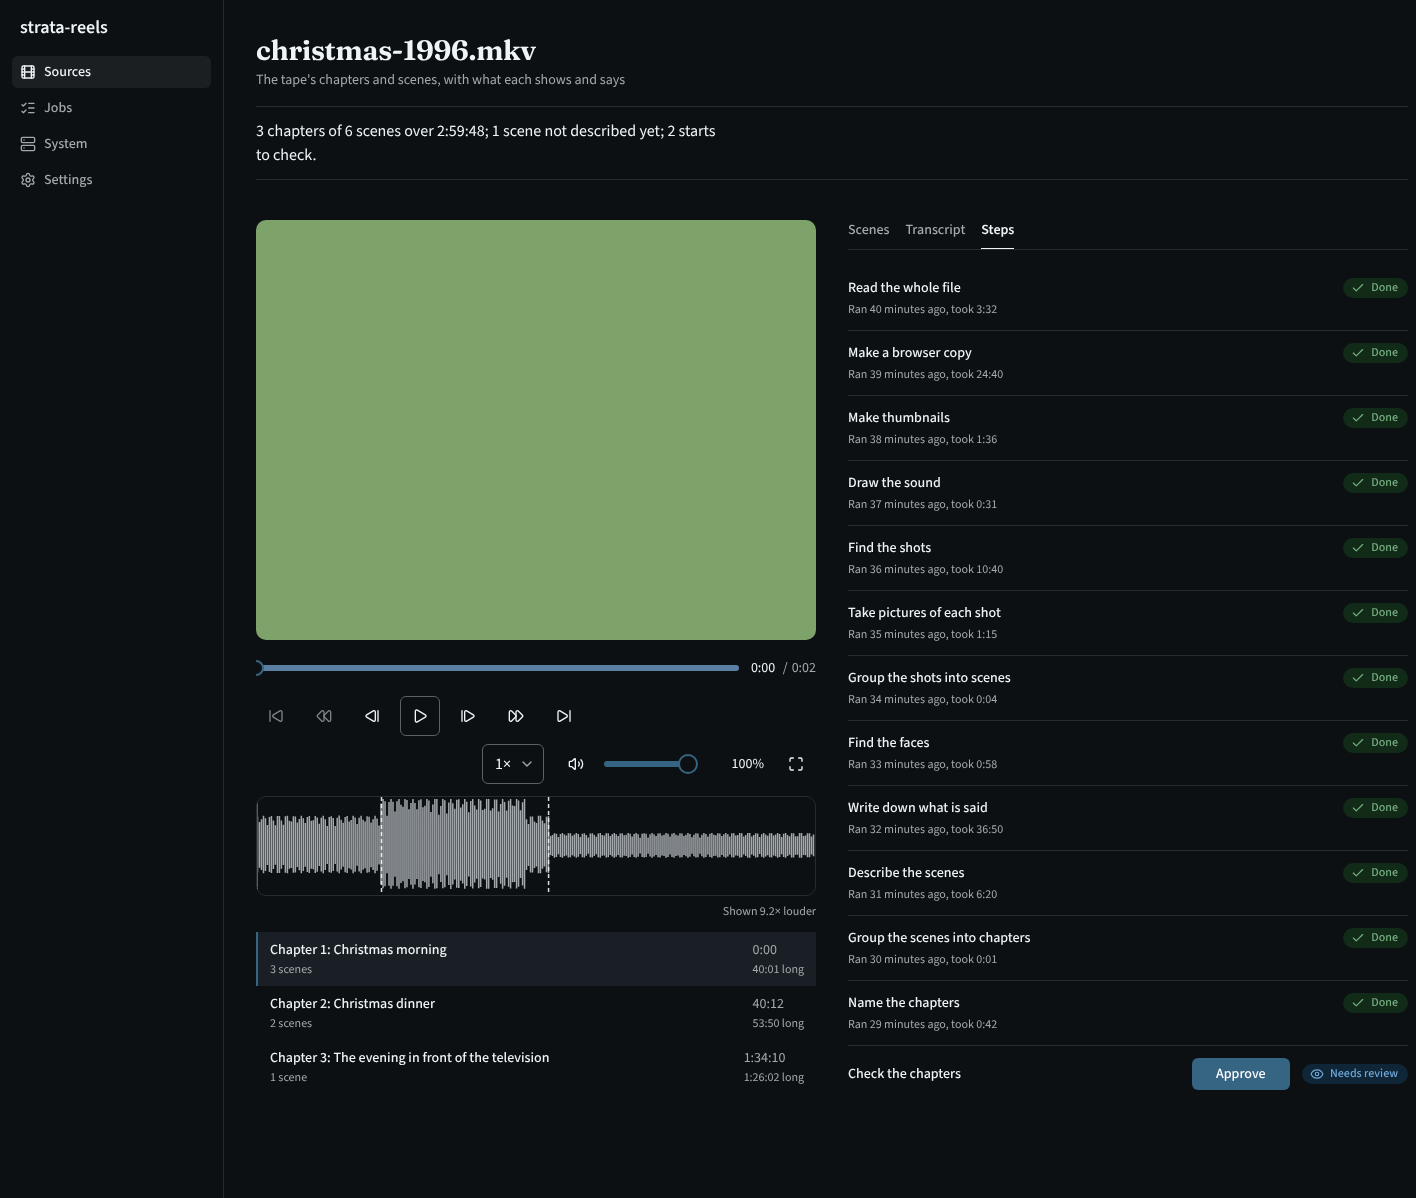 strata-reels
Sources
Jobs
System
Settings
christmas-1996.mkv
The tape's chapters and scenes, with what each shows and says
3 chapters of 6 scenes over 2:59:48; 1 scene not described yet; 2 starts
to check.
0:00 / 0:02
1×
100%
Shown 9.2× louder
Chapter 1: Christmas morning 0:00
3 scenes 40:01 long
Chapter 2: Christmas dinner 40:12
2 scenes 53:50 long
Chapter 3: The evening in front of the television 1:34:10
1 scene 1:26:02 long
Scenes Transcript Steps
Read the whole file Done
Ran 40 minutes ago, took 3:32
Make a browser copy Done
Ran 39 minutes ago, took 24:40
Make thumbnails Done
Ran 38 minutes ago, took 1:36
Draw the sound Done
Ran 37 minutes ago, took 0:31
Find the shots Done
Ran 36 minutes ago, took 10:40
Take pictures of each shot Done
Ran 35 minutes ago, took 1:15
Group the shots into scenes Done
Ran 34 minutes ago, took 0:04
Find the faces Done
Ran 33 minutes ago, took 0:58
Write down what is said Done
Ran 32 minutes ago, took 36:50
Describe the scenes Done
Ran 31 minutes ago, took 6:20
Group the scenes into chapters Done
Ran 30 minutes ago, took 0:01
Name the chapters Done
Ran 29 minutes ago, took 0:42
Check the chapters Approve Needs review